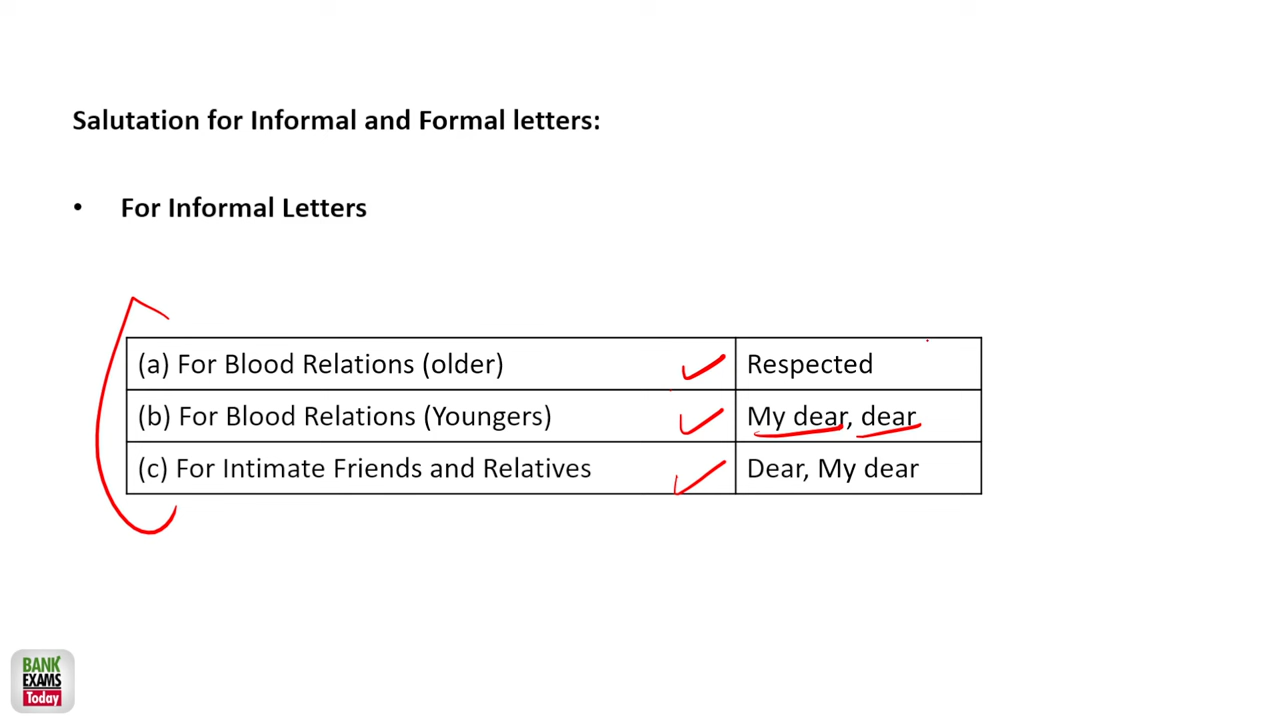 Salutation for Informal and Formal letters:
• For Informal Letters
(a) For Blood Relations (older) Respected
(b) For Blood Relations (Youngers) My dear, dear
(c) For Intimate Friends and Relatives Dear, My dear
BANK
EXAMS
Today